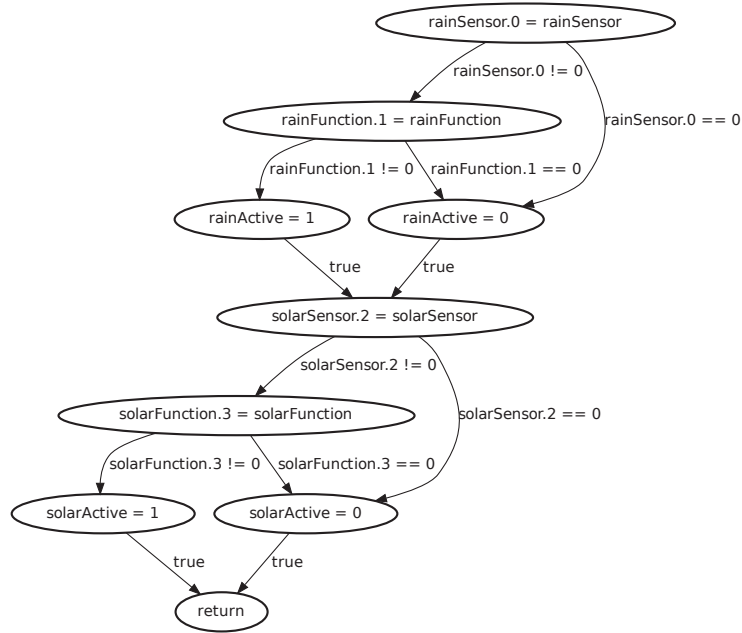 rainSensor.0 = rainSensor
rainSensor.0 != 0
rainFunction.1 = rainFunction
rainSensor.0 == 0
rainFunction.1 != 0
rainFunction.1 == 0
rainActive = 1
rainActive = 0
true
true
solarSensor.2 = solarSensor
solarSensor.2 != 0
solarFunction.3 = solarFunction
solarSensor.2 == 0
solarFunction.3 != 0
solarFunction.3 == 0
solarActive = 1
solarActive = 0
true
true
return